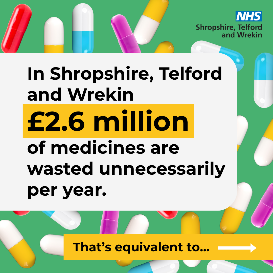 NHS
Shropshire, Telford
and Wrekin
In Shropshire, Telford
and Wrekin
£2.6 million
of medicines are
wasted unnecessarily
per year.
That's equivalent to...